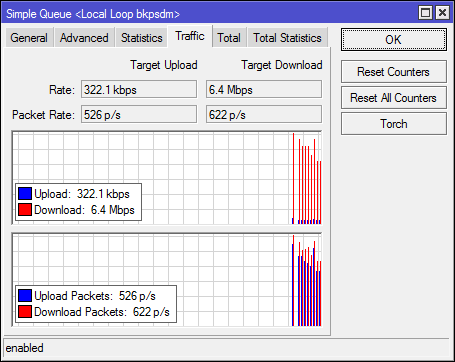 Simple Queue <Local Loop bkpsdm>
General Advanced Statistics Traffic Total Total Statistics
Target Upload Target Download
Rate: 322.1 kbps 6.4 Mbps
Packet Rate: 526 p/s 622 p/s
Upload: 322.1 kbps
Download: 6.4 Mbps
Upload Packets: 526 p/s
Download Packets: 622 p/s
OK
Reset Counters
Reset All Counters
Torch
enabled